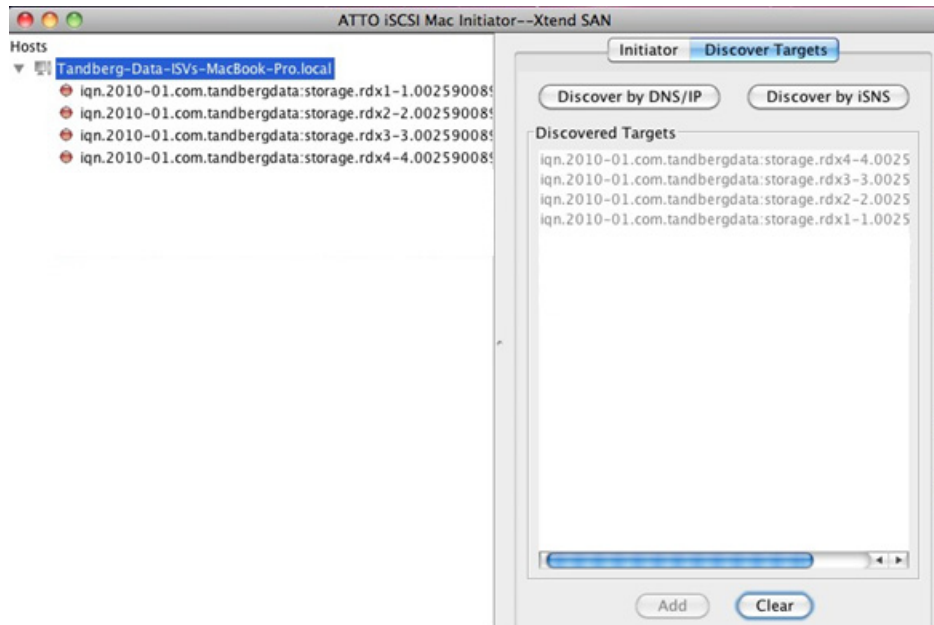 ATTO iSCSI Mac Initiator--Xtend SAN
Hosts
Tandberg-Data-ISVs-MacBook-Pro.local
iqn.2010-01.com.tandbergdata:storage.rdx1-1.002590089
iqn.2010-01.com.tandbergdata:storage.rdx2-2.002590089
iqn.2010-01.com.tandbergdata:storage.rdx3-3.002590089
iqn.2010-01.com.tandbergdata:storage.rdx4-4.002590089
Initiator
Discover Targets
Discover by DNS/IP
Discover by iSNS
Discovered Targets
iqn.2010-01.com.tandbergdata:storage.rdx4-4.0025
iqn.2010-01.com.tandbergdata:storage.rdx3-3.0025
iqn.2010-01.com.tandbergdata:storage.rdx2-2.0025
iqn.2010-01.com.tandbergdata:storage.rdx1-1.0025
Add
Clear